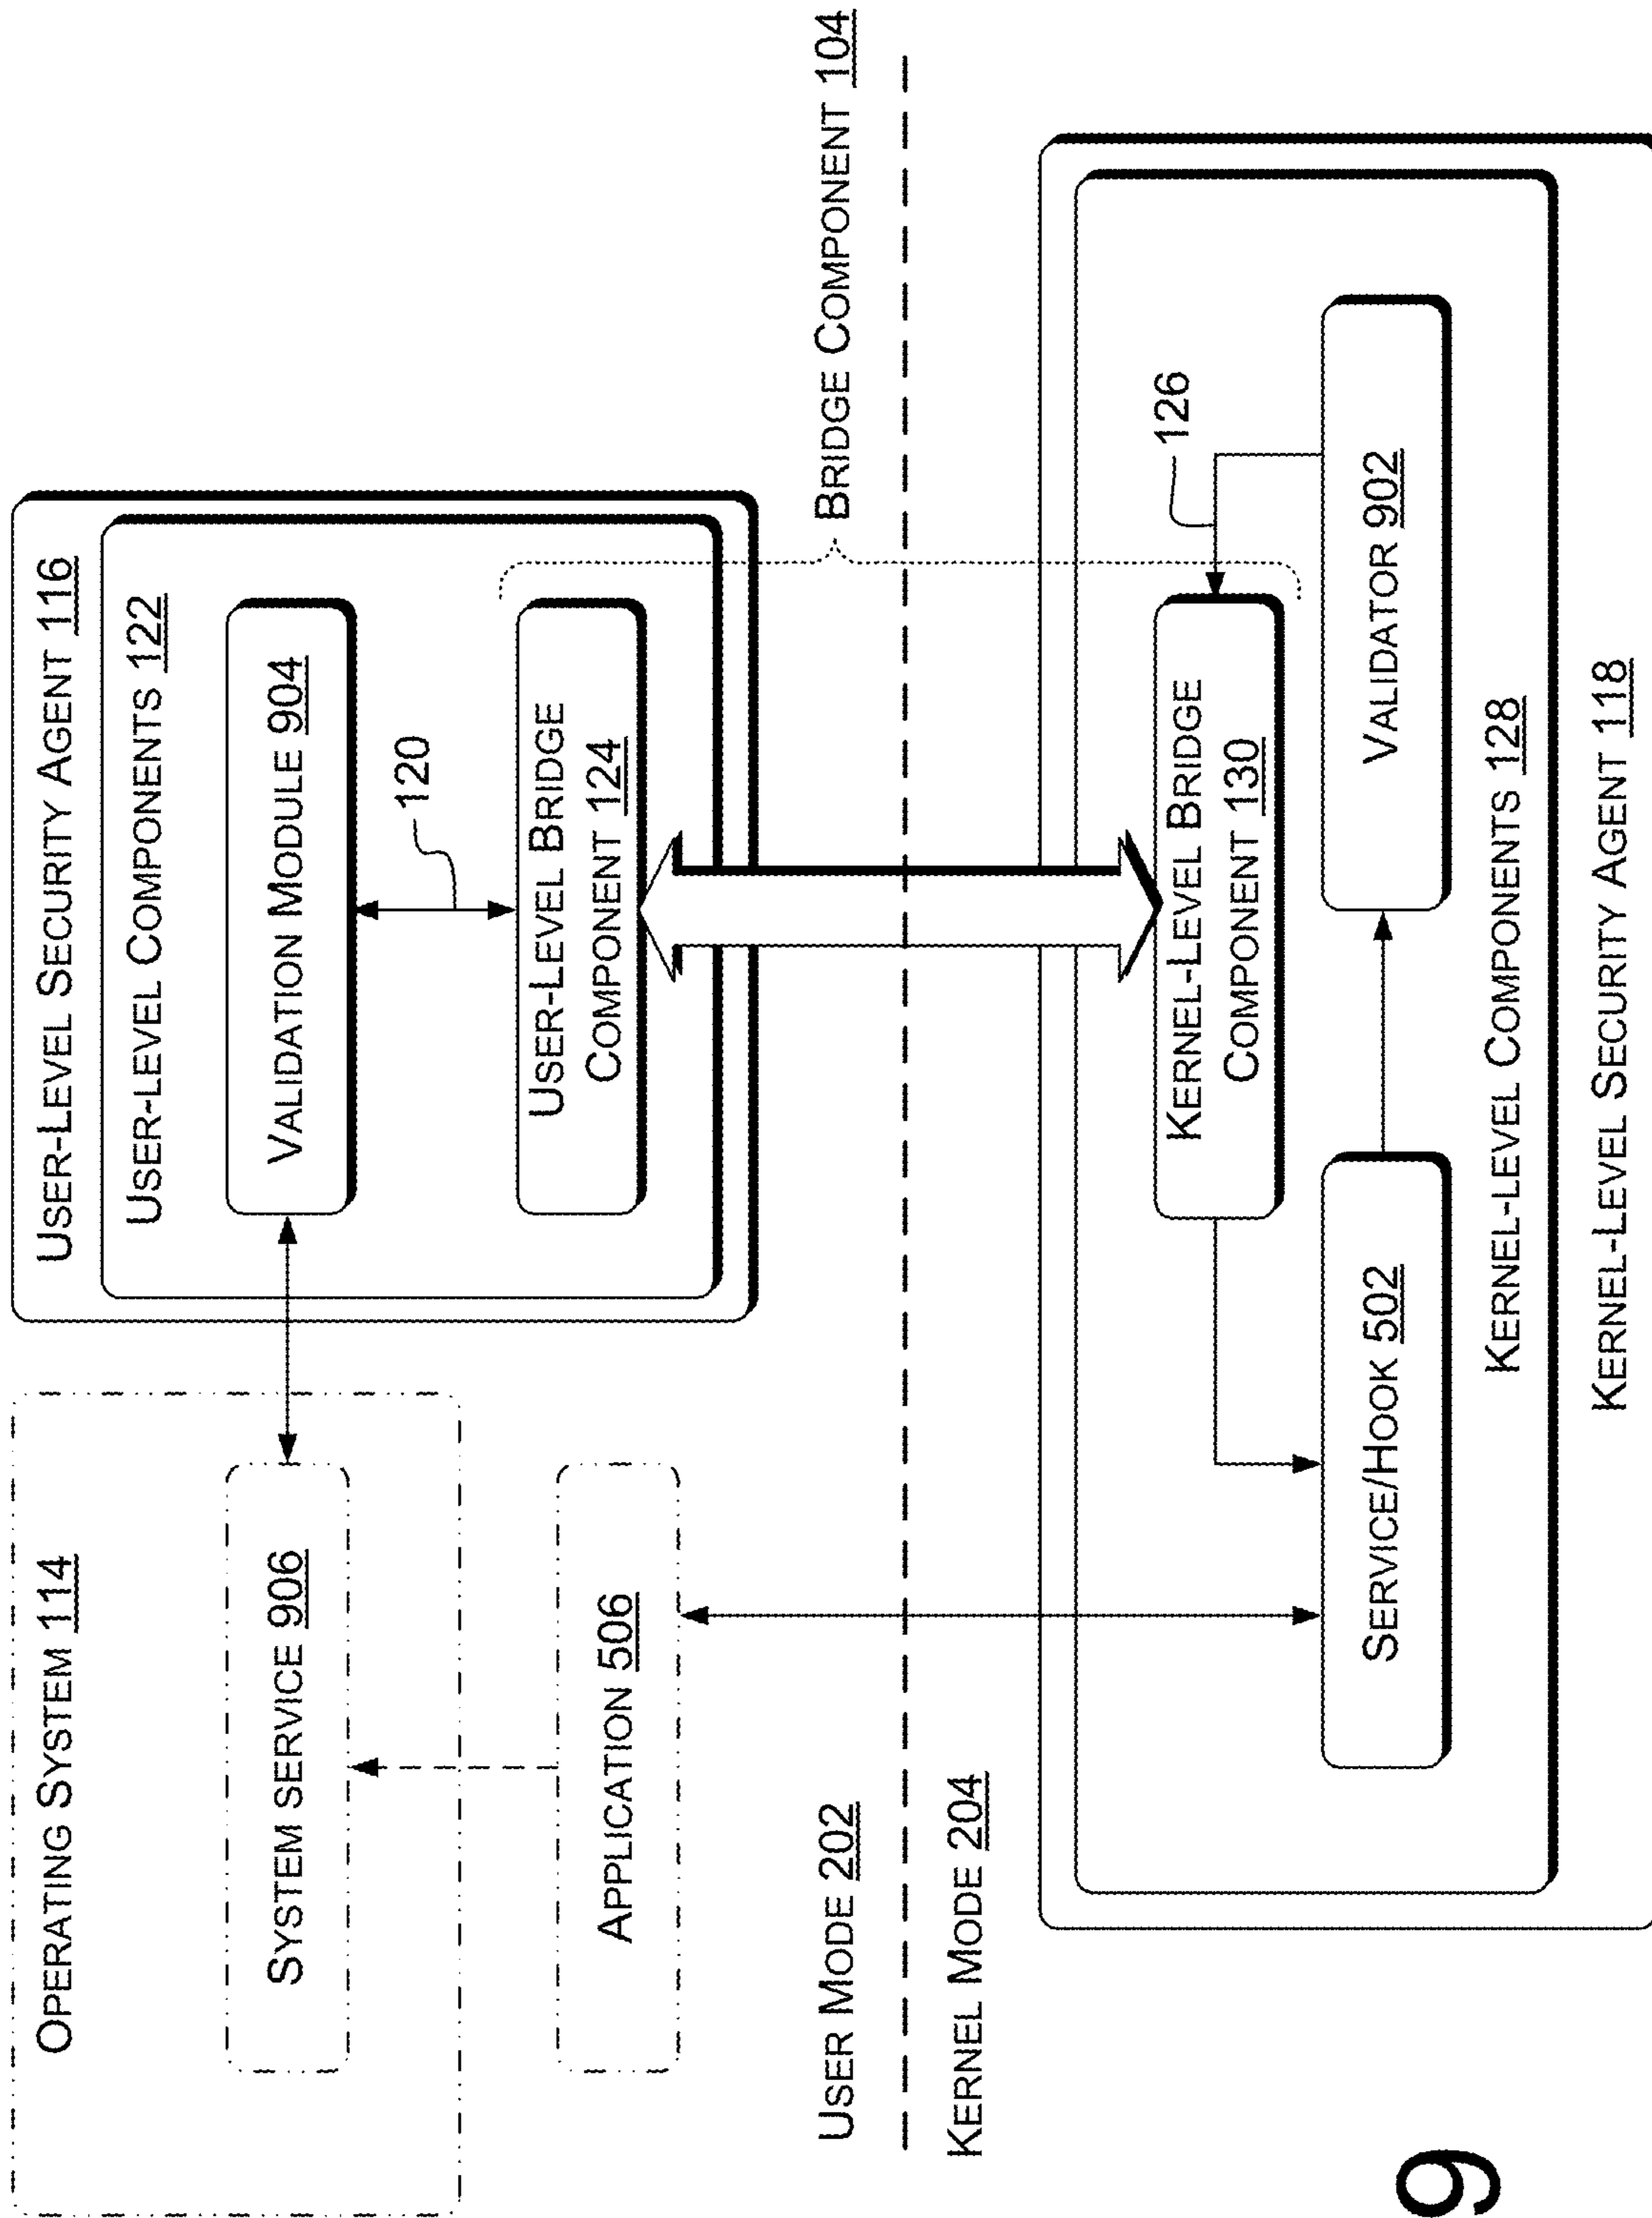 OPERATING SYSTEM 114
SYSTEM SERVICE 906
APPLICATION 506
USER-LEVEL SECURITY AGENT 116
USER-LEVEL COMPONENTS 122
VALIDATION MODULE 904
120
USER-LEVEL BRIDGE
COMPONENT 124
BRIDGE COMPONENT 104
USER MODE 202
KERNEL MODE 204
KERNEL-LEVEL BRIDGE
COMPONENT 130
126
SERVICE/HOOK 502
VALIDATOR 902
KERNEL-LEVEL COMPONENTS 128
KERNEL-LEVEL SECURITY AGENT 118
9